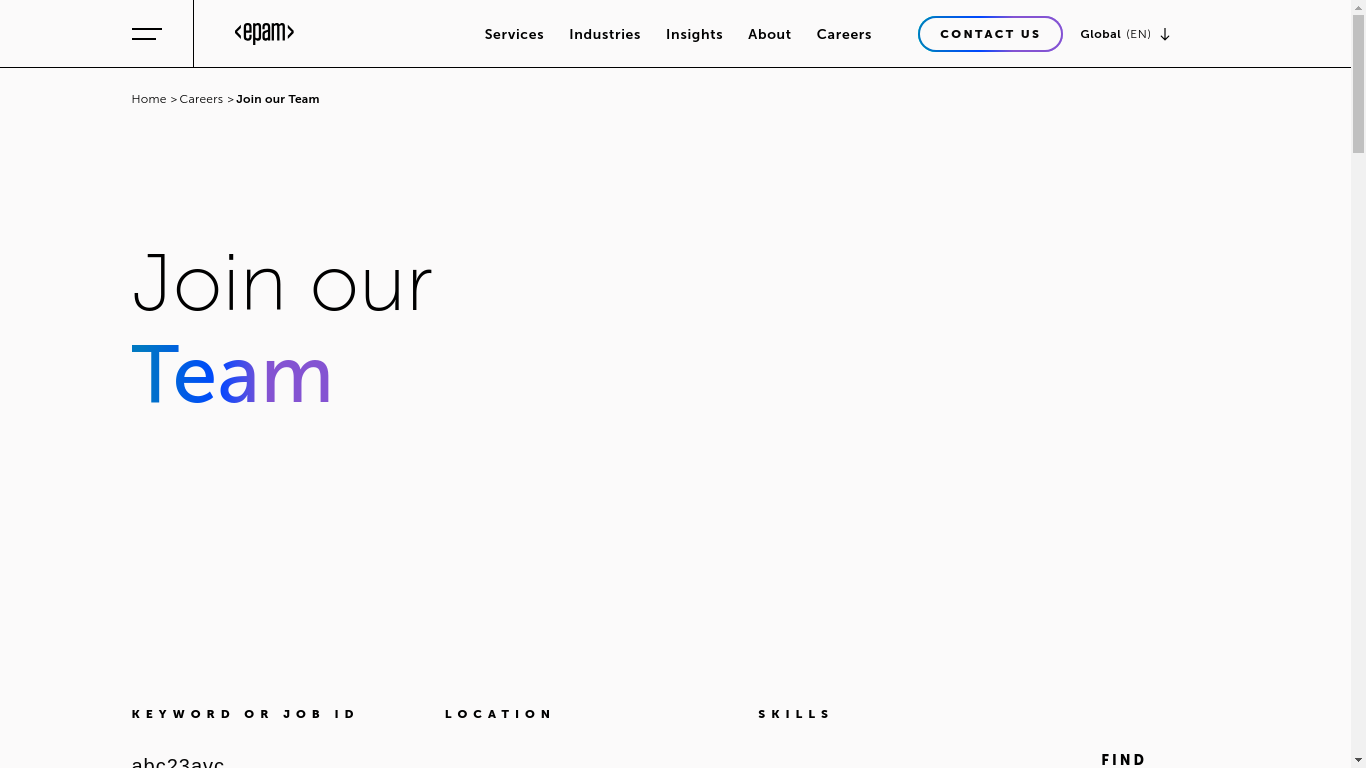 <epam>
Services Industries Insights About Careers CONTACT US Global (EN)
Home > Careers > Join our Team
Join our
Team
KEYWORD OR JOB ID LOCATION SKILLS
abc23avc FIND